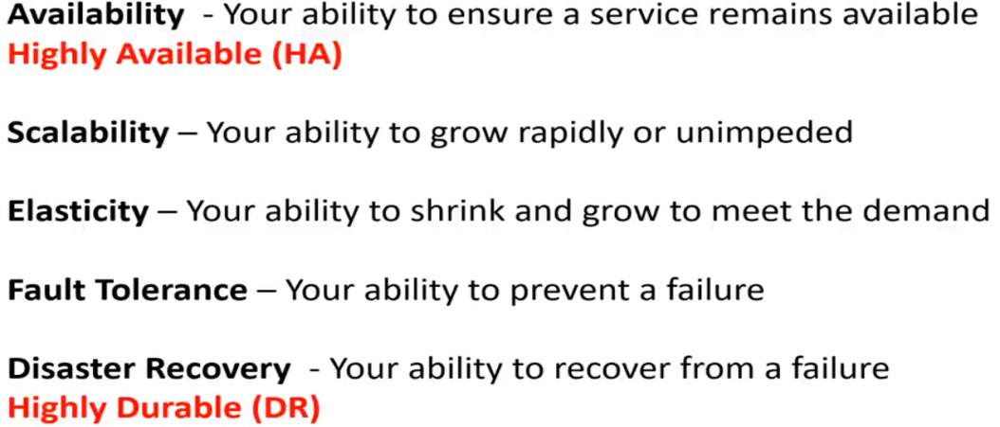 Availability  - Your ability to ensure a service remains available
Highly Available (HA)
Scalability – Your ability to grow rapidly or unimpeded
Elasticity – Your ability to shrink and grow to meet the demand
Fault Tolerance – Your ability to prevent a failure
Disaster Recovery  - Your ability to recover from a failure
Highly Durable (DR)